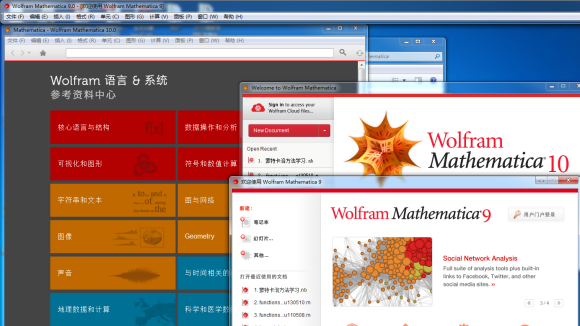 Wolfram Mathematica 9.0 - [欢迎使用 Wolfram Mathematica 9]
文件(F) 编辑(E) 插入(I) 格式(R) 单元(C) 图形(G) 计算(V) 面板(P) 窗口(W) 帮助(H)
Mathematica - Wolfram Mathematica 10.0
文件(F) 编辑(E) 插入(I) 格式(R) 单元(C) 图形(G) 计算(V) 面板(P) 窗口(W) 帮助(H)
Mathematica
Wolfram 语言 & 系统
参考资料中心
核心语言与结构
f(x)
数据操作和分析
可视化和图形
符号和数值计算
字符串和文本
图与网络
图像
Geometry
声音
与时间相关的
地理数据和计算
科学和医学数
Welcome to Wolfram Mathematica
Sign in to access your
Wolfram Cloud files...
New Document
Open Recent
1. 蒙特卡洛方法学习.nb
Wolfram
Mathematica 10
欢迎使用 Wolfram Mathematica 9
新建:
笔记本
幻灯片...
其他...
打开最近使用的文档
1. 蒙特卡洛方法学习.nb
2. functions...u130510.m
3. functions...u110508.m
Wolfram Mathematica 9
用户门户登录
Social Network Analysis
Full suite of analysis tools plus built-in
links to Facebook, Twitter, and other
social media sites. »
3/4